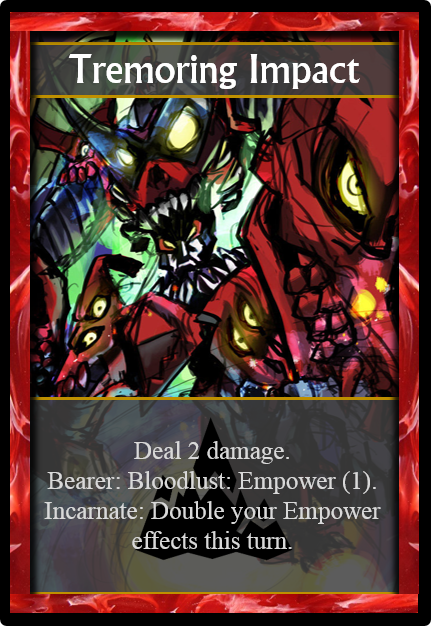 Tremoring Impact
Deal 2 damage.
Bearer: Bloodlust: Empower (1).
Incarnate: Double your Empower
effects this turn.